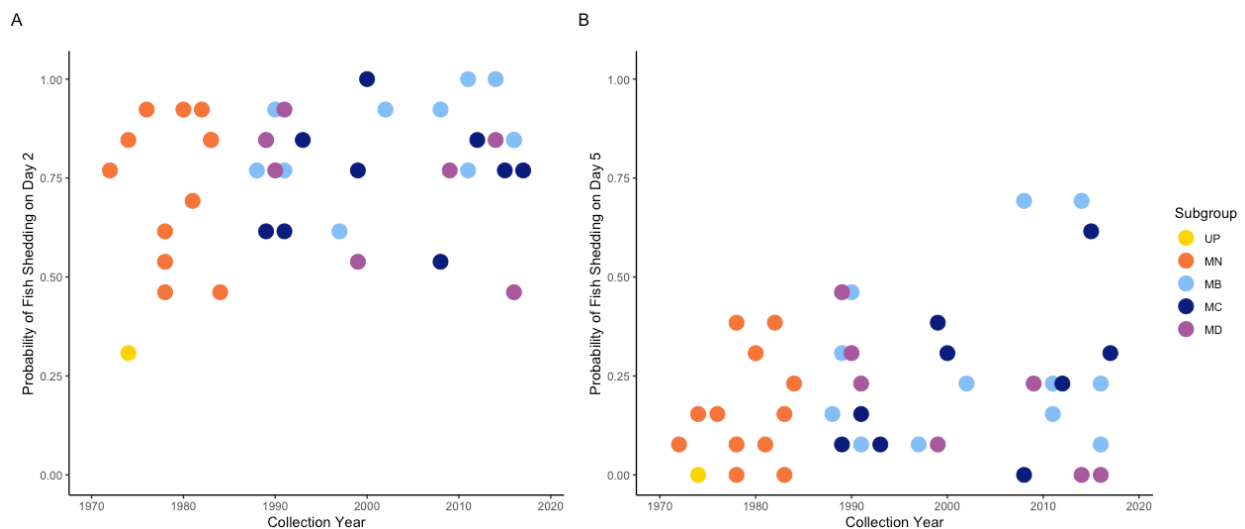 A
Probability of Fish Shedding on Day 2
1.00
0.75
0.50
0.25
0.00
1970 1980 1990 2000 2010 2020
Collection Year
B
Probability of Fish Shedding on Day 5
1.00
0.75
0.50
0.25
0.00
1970 1980 1990 2000 2010 2020
Collection Year
Subgroup
UP
MN
MB
MC
MD